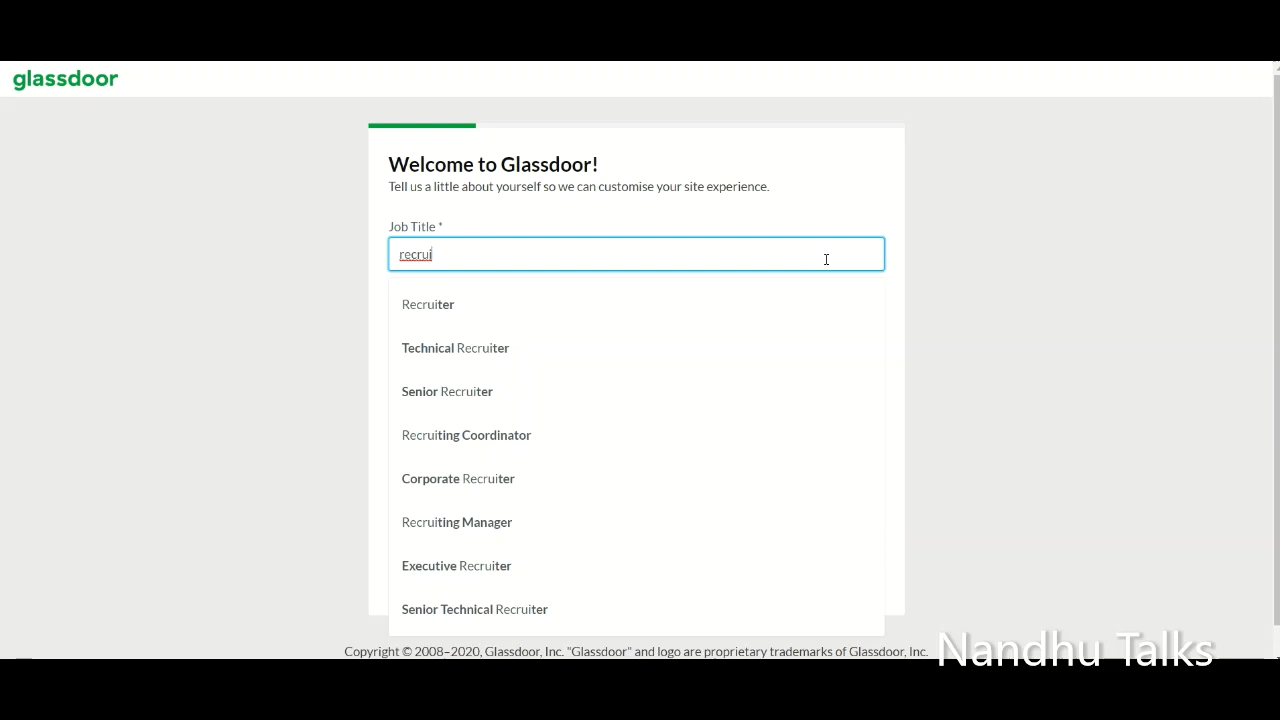 glassdoor
Welcome to Glassdoor!
Tell us a little about yourself so we can customise your site experience.
Job Title *
recrui
Recruiter
Technical Recruiter
Senior Recruiter
Recruiting Coordinator
Corporate Recruiter
Recruiting Manager
Executive Recruiter
Senior Technical Recruiter
Copyright © 2008–2020, Glassdoor, Inc. "Glassdoor" and logo are proprietary trademarks of Glassdoor, Inc.
Nandhu Talks